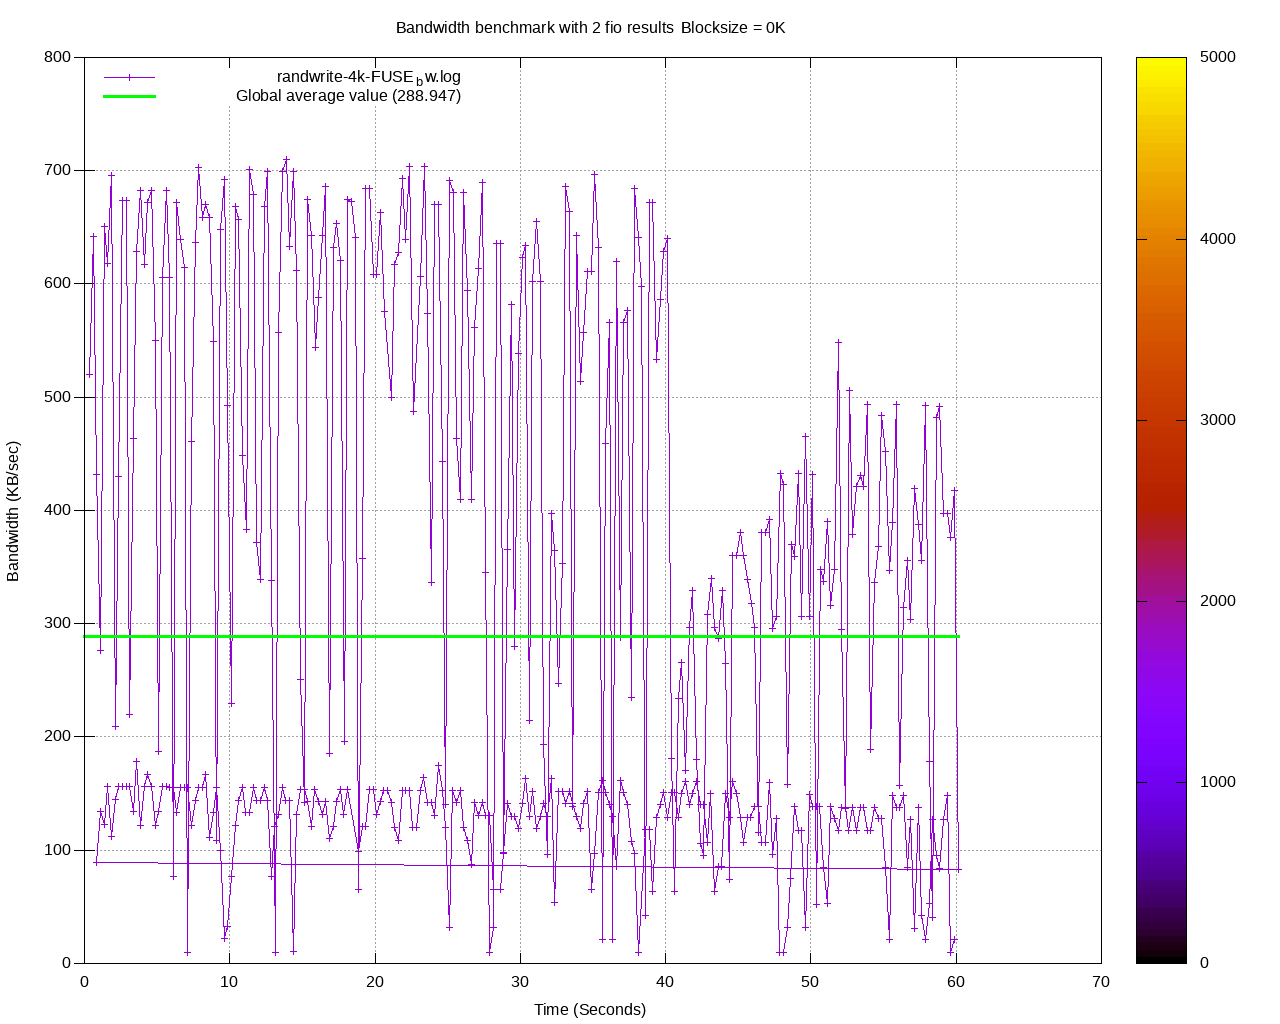 Bandwidth benchmark with 2 fio results Blocksize = 0K
randwrite-4k-FUSE_bw.log
Global average value (288.947)
Bandwidth (KB/sec)
800
700
600
500
400
300
200
100
0
0 10 20 30 40 50 60 70
Time (Seconds)
5000
4000
3000
2000
1000
0